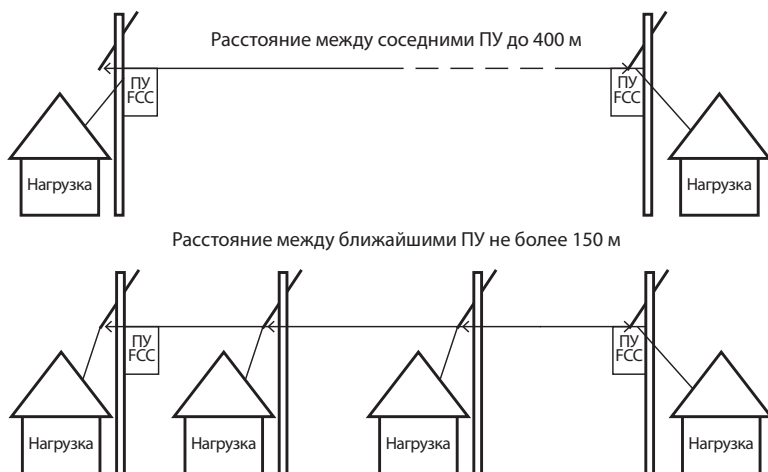 Расстояние между соседними ПУ до 400 м
ПУ
FCC
ПУ
FCC
Нагрузка
Нагрузка
Расстояние между ближайшими ПУ не более 150 м
ПУ
FCC
ПУ
FCC
Нагрузка
Нагрузка
Нагрузка
Нагрузка